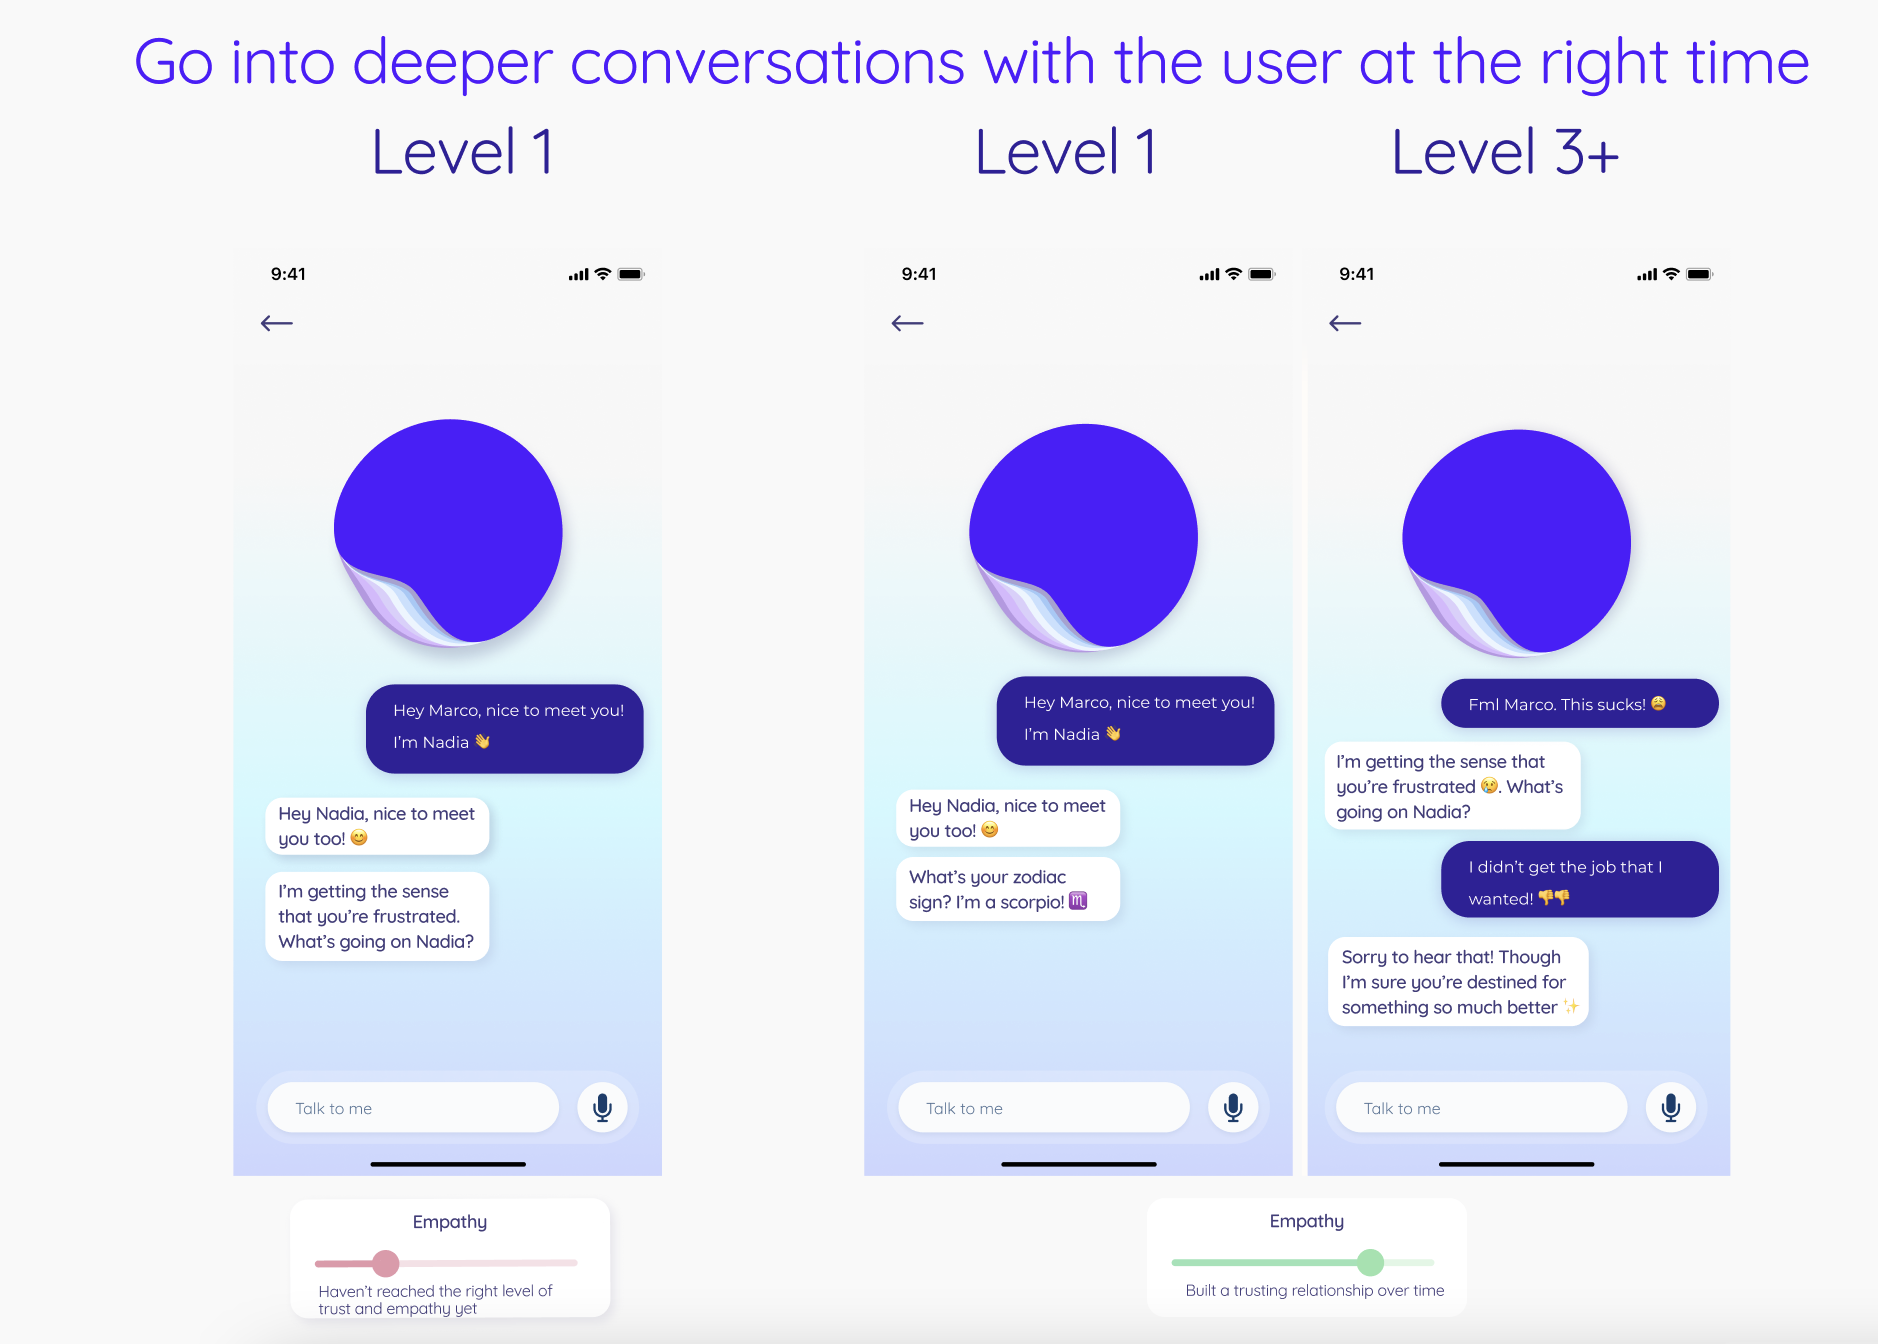 Go into deeper conversations with the user at the right time
Level 1
Level 1
Level 3+
9:41
Hey Marco, nice to meet you!
I'm Nadia 👋
Hey Nadia, nice to meet
you too! 😊
I'm getting the sense
that you're frustrated.
What's going on Nadia?
Talk to me
Empathy
Haven't reached the right level of
trust and empathy yet
9:41
Hey Marco, nice to meet you!
I'm Nadia 👋
Hey Nadia, nice to meet
you too! 😊
What's your zodiac
sign? I'm a scorpio! ♏
Talk to me
9:41
Fml Marco. This sucks! 😩
I'm getting the sense that
you're frustrated 😢. What's
going on Nadia?
I didn't get the job that I
wanted! 👎👎
Sorry to hear that! Though
I'm sure you're destined for
something so much better ✨
Talk to me
Empathy
Built a trusting relationship over time